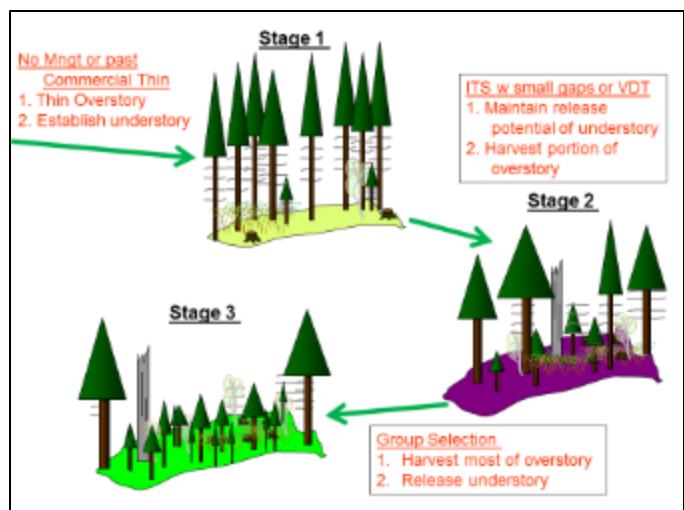 Stage 1
No Mngt or past
Commercial Thin
1. Thin Overstory
2. Establish understory
ITS w small gaps or VDT
1. Maintain release
potential of understory
2. Harvest portion of
overstory
Stage 2
Stage 3
Group Selection
1. Harvest most of overstory
2. Release understory